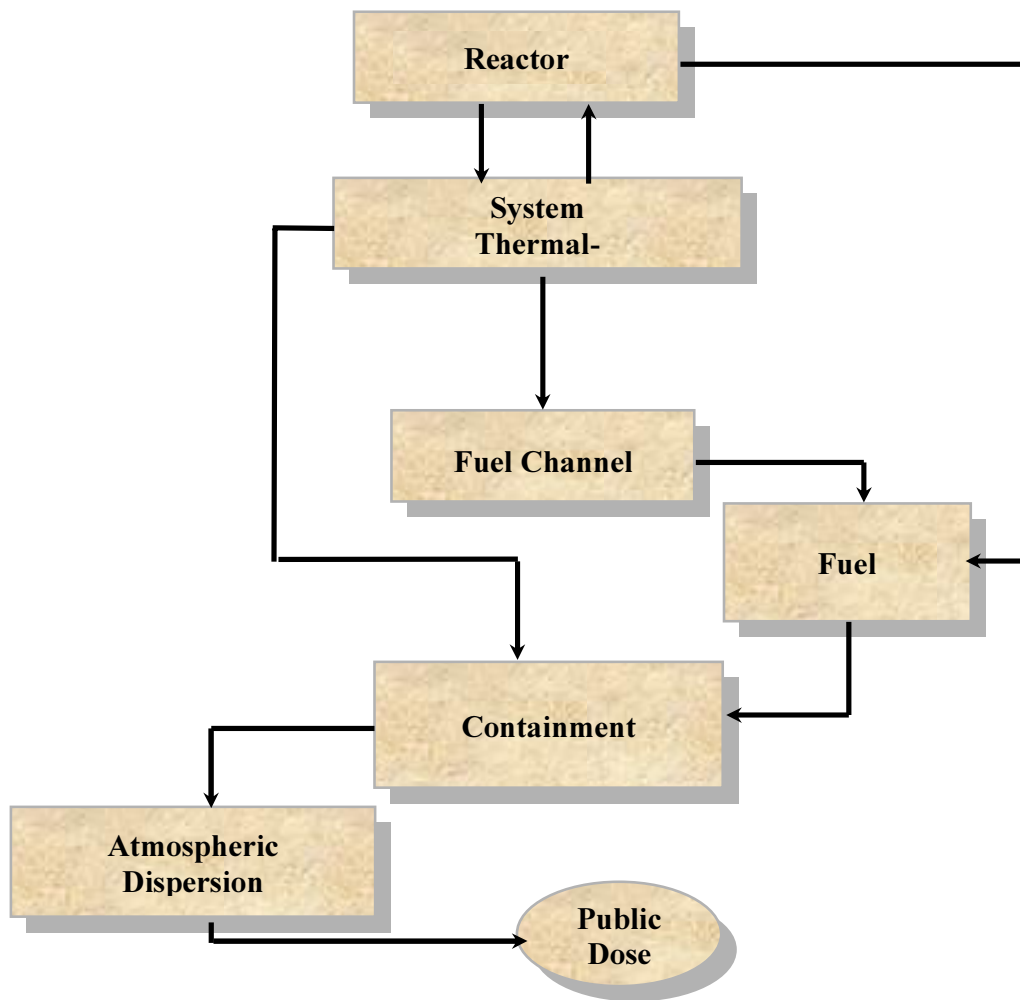 Reactor
System
Thermal-
Fuel Channel
Fuel
Containment
Atmospheric
Dispersion
Public
Dose